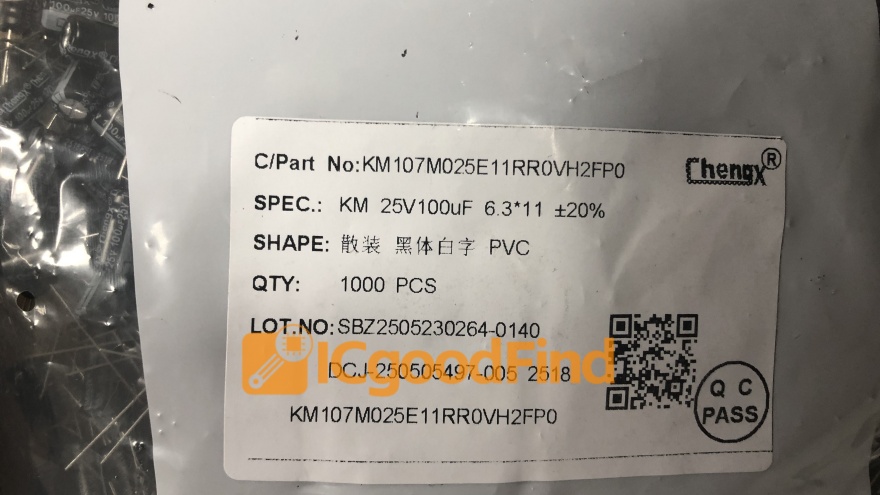 C/Part No:KM107M025E11RR0VH2FP0
Chengx®
SPEC.: KM 25V100uF 6.3*11 ±20%
SHAPE: 散装 黑体白字 PVC
QTY: 1000 PCS
LOT.NO: SBZ2505230264-0140
ICgoodFind
DCJ-250505497-005 2518
KM107M025E11RR0VH2FP0
Q C
PASS